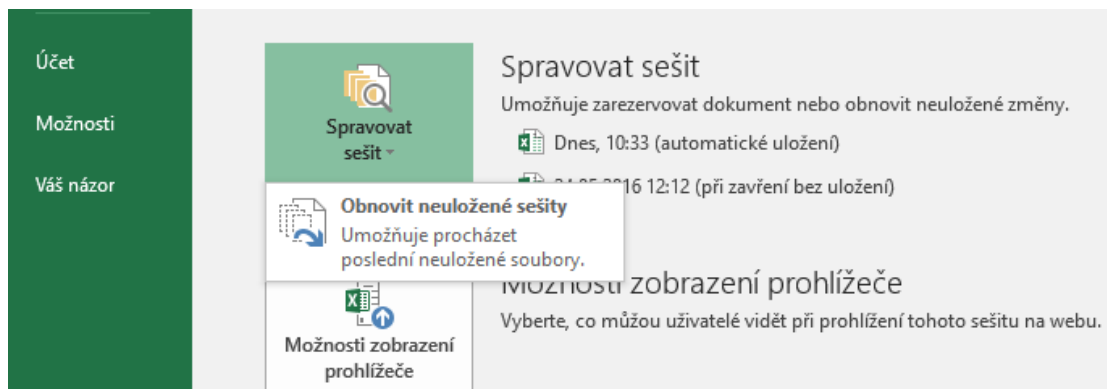 Účet
Možnosti
Váš názor
Spravovat
sešit
Spravovat sešit
Umožňuje zarezervovat dokument nebo obnovit neuložené změny.
Dnes, 10:33 (automatické uložení)
12:12 (při zavření bez uložení)
Obnovit neuložené sešity
Umožňuje procházet
poslední neuložené soubory.
Možnosti zobrazení
prohlížeče
Možnosti zobrazení prohlížeče
Vyberte, co můžou uživatelé vidět při prohlížení tohoto sešitu na webu.